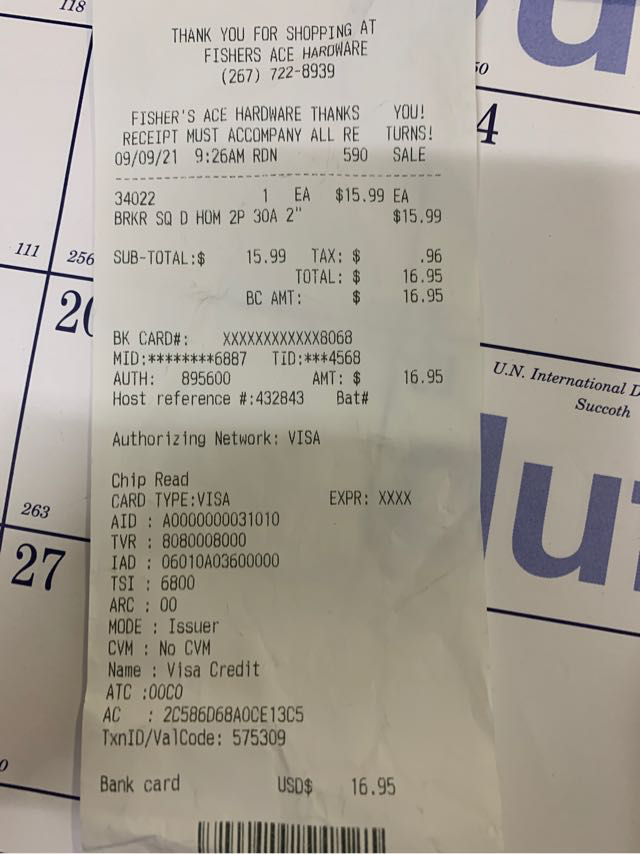 THANK YOU FOR SHOPPING AT
FISHERS ACE HARDWARE
(267) 722-8939
FISHER'S ACE HARDWARE THANKS YOU!
RECEIPT MUST ACCOMPANY ALL RE TURNS!
09/09/21 9:26AM RDN 590 SALE
34022 1 EA $15.99 EA
BRKR SQ D HOM 2P 30A 2" $15.99
SUB-TOTAL:$ 15.99 TAX: $ .96
TOTAL: $ 16.95
BC AMT: $ 16.95
BK CARD#: XXXXXXXXXXXX8068
MID:********6887 TID:***4568
AUTH: 895600 AMT: $ 16.95
Host reference #:432843 Bat#
Authorizing Network: VISA
Chip Read
CARD TYPE:VISA EXPR: XXXX
AID : A0000000031010
TVR : 8080008000
IAD : 06010A03600000
TSI : 6800
ARC : 00
MODE : Issuer
CVM : No CVM
Name : Visa Credit
ATC :00C0
AC : 2C586D68A0CE13C5
TxnID/ValCode: 575309
Bank card USD$ 16.95
118
111
256
20
263
27
4
U.N. International D
Succoth